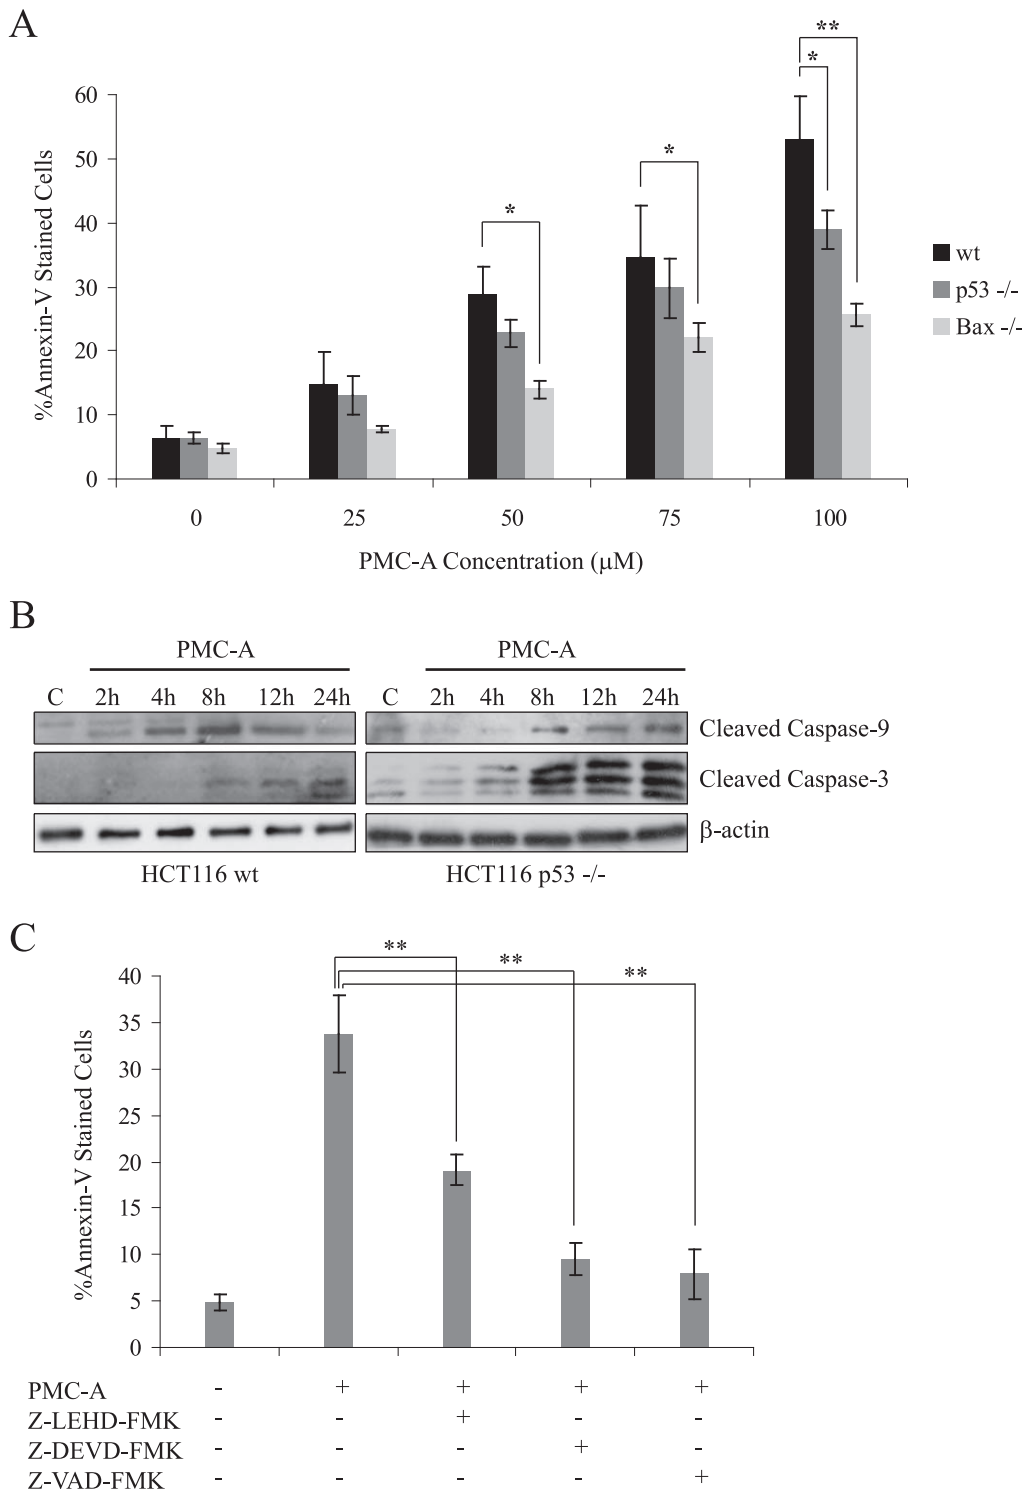 A
** 
*
*
*
60
50
40
30
20
10
0
%Annexin-V Stained Cells
wt
p53 -/-
Bax -/-
0 25 50 75 100
PMC-A Concentration (μM)
B
PMC-A PMC-A
C 2h 4h 8h 12h 24h C 2h 4h 8h 12h 24h
Cleaved Caspase-9
Cleaved Caspase-3
β-actin
HCT116 wt HCT116 p53 -/-
C
** ** **
40
35
30
25
20
15
10
5
0
%Annexin-V Stained Cells
PMC-A - + + + +
Z-LEHD-FMK - - + - -
Z-DEVD-FMK - - - + -
Z-VAD-FMK - - - - +